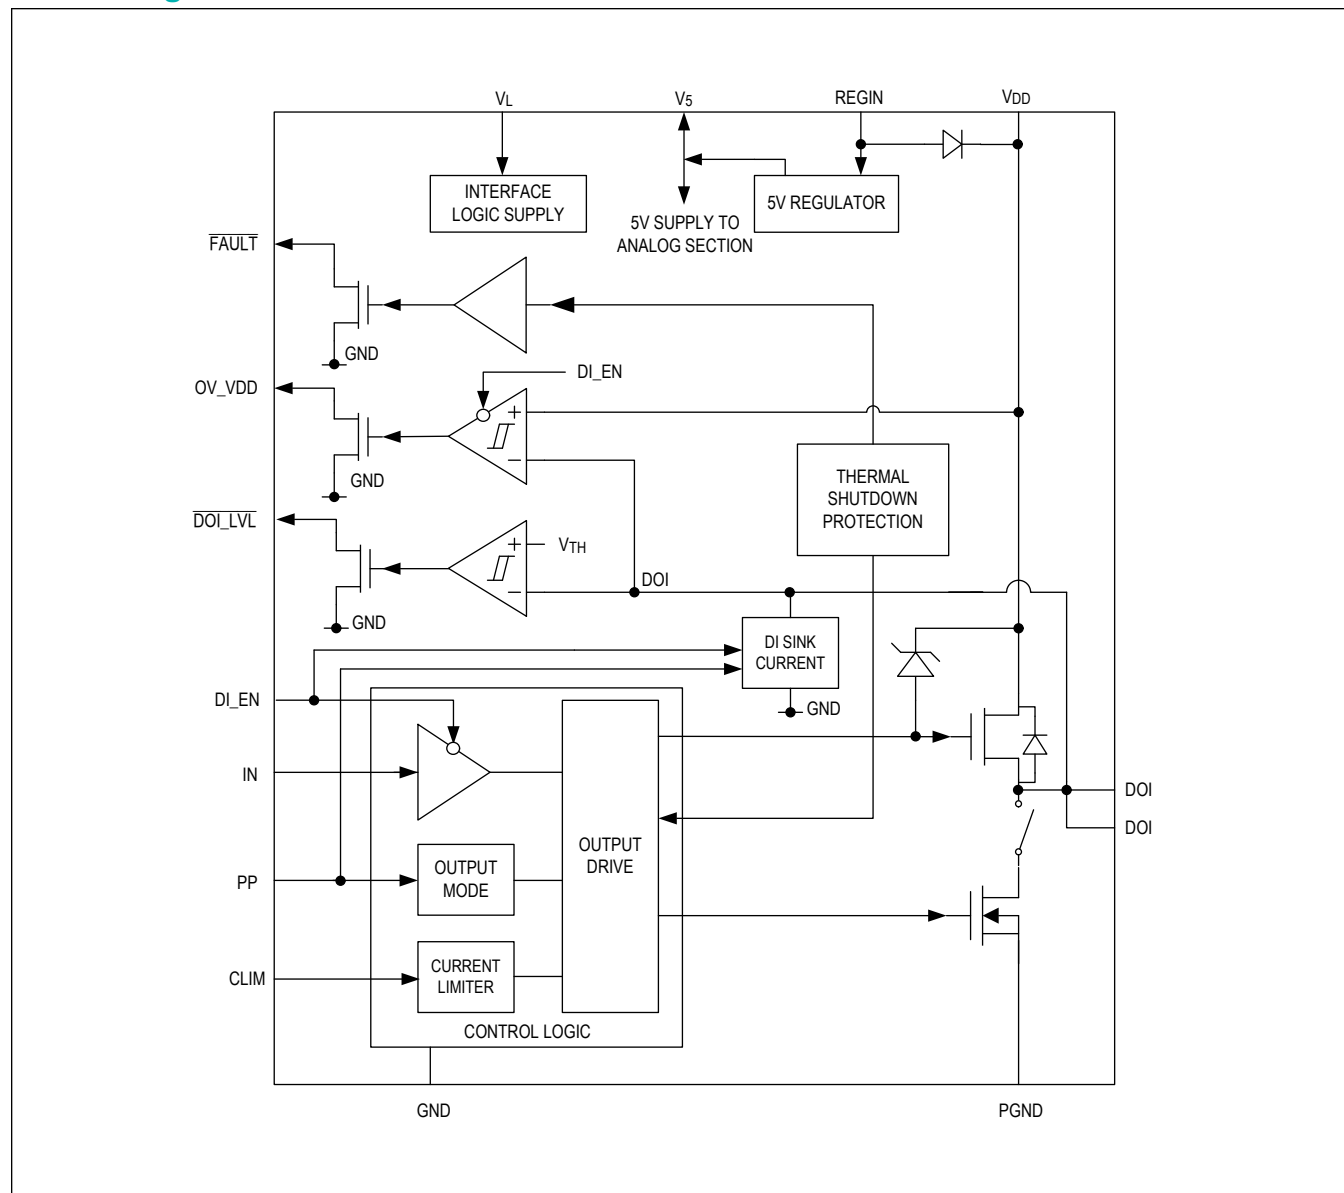 VL
V5
REGIN
VDD
INTERFACE
LOGIC SUPPLY
5V REGULATOR
5V SUPPLY TO
ANALOG SECTION
FAULT
GND
DI_EN
OV_VDD
+
−
GND
THERMAL
SHUTDOWN
PROTECTION
DOI_LVL
+
VTH
−
DOI
GND
DI SINK
CURRENT
GND
DI_EN
IN
DOI
DOI
OUTPUT
DRIVE
PP
OUTPUT
MODE
CLIM
CURRENT
LIMITER
CONTROL LOGIC
GND
PGND